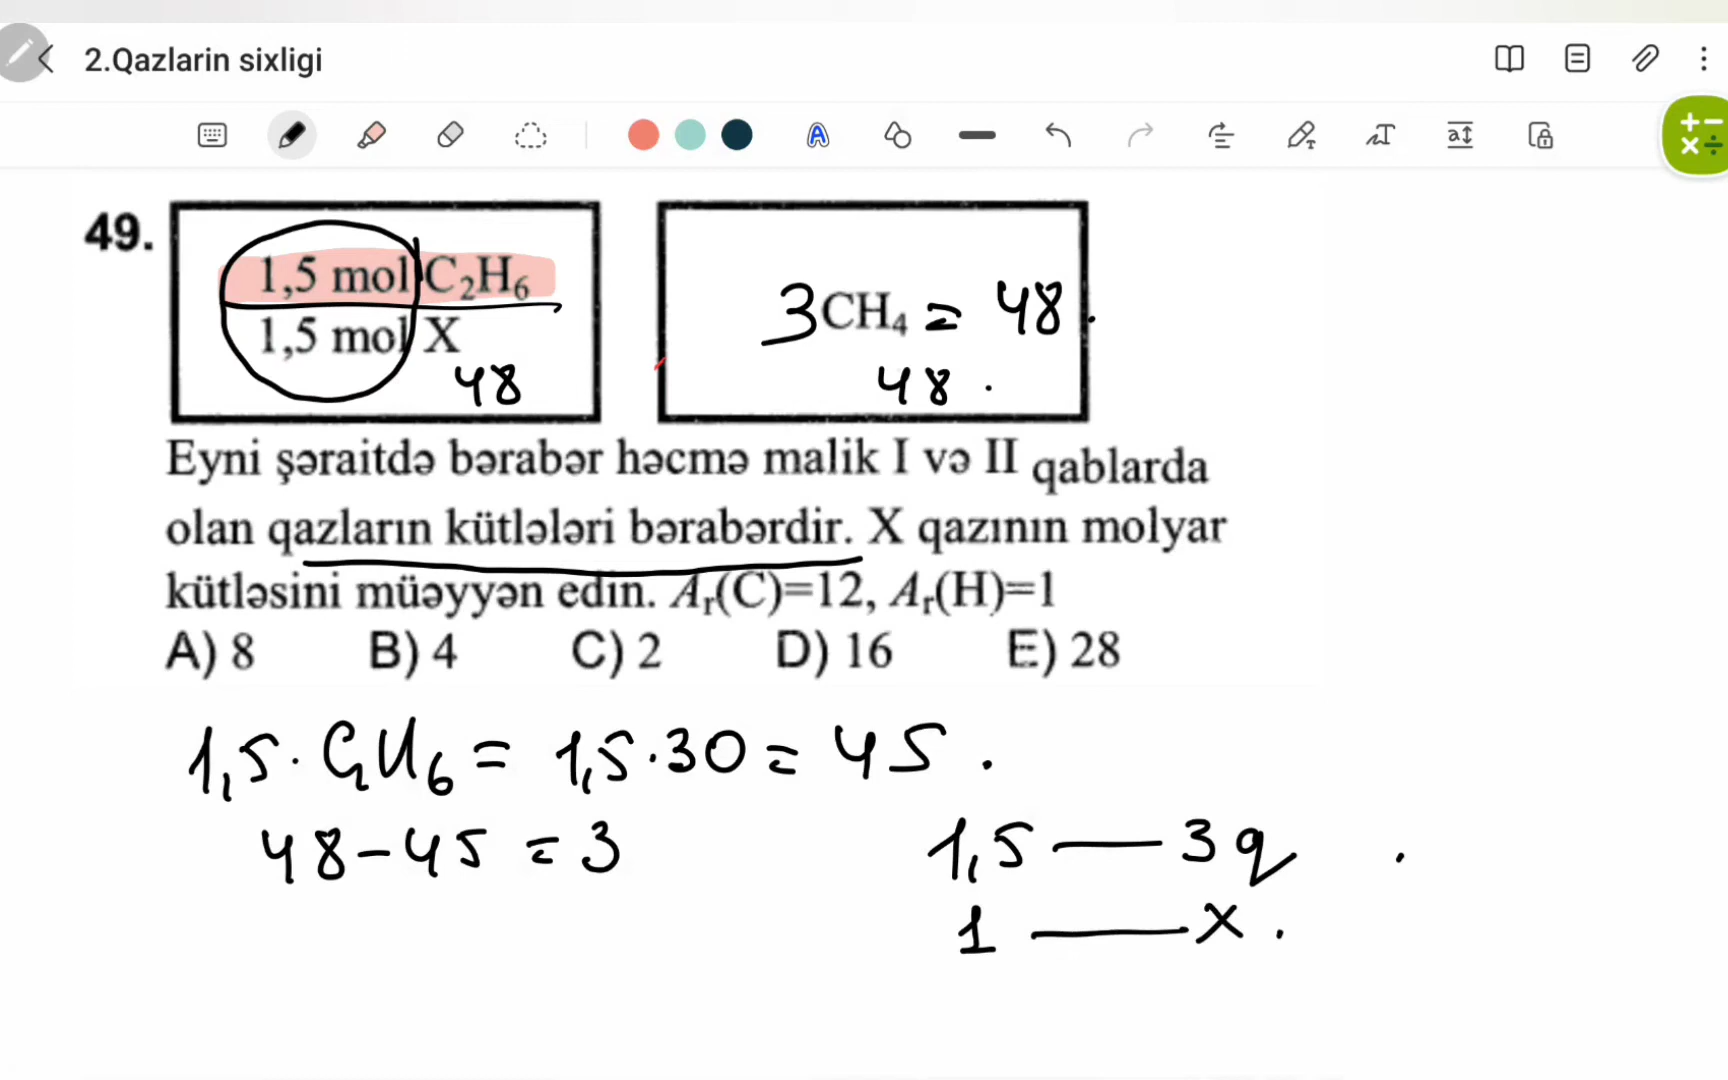 2.Qazlarin sixligi
49.
1,5 mol C₂H₆
1,5 mol X
48
3CH₄ = 48.
48.
Eyni şəraitdə bərabər həcmə malik I və II qablarda
olan qazların kütlələri bərabərdir. X qazının molyar
kütləsini müəyyən edin. Aᵣ(C)=12, Aᵣ(H)=1
A) 8 B) 4 C) 2 D) 16 E) 28
1,5 · C₂H₆ = 1,5 · 30 = 45.
48 – 45 = 3
1,5 — 3q
1 — X.